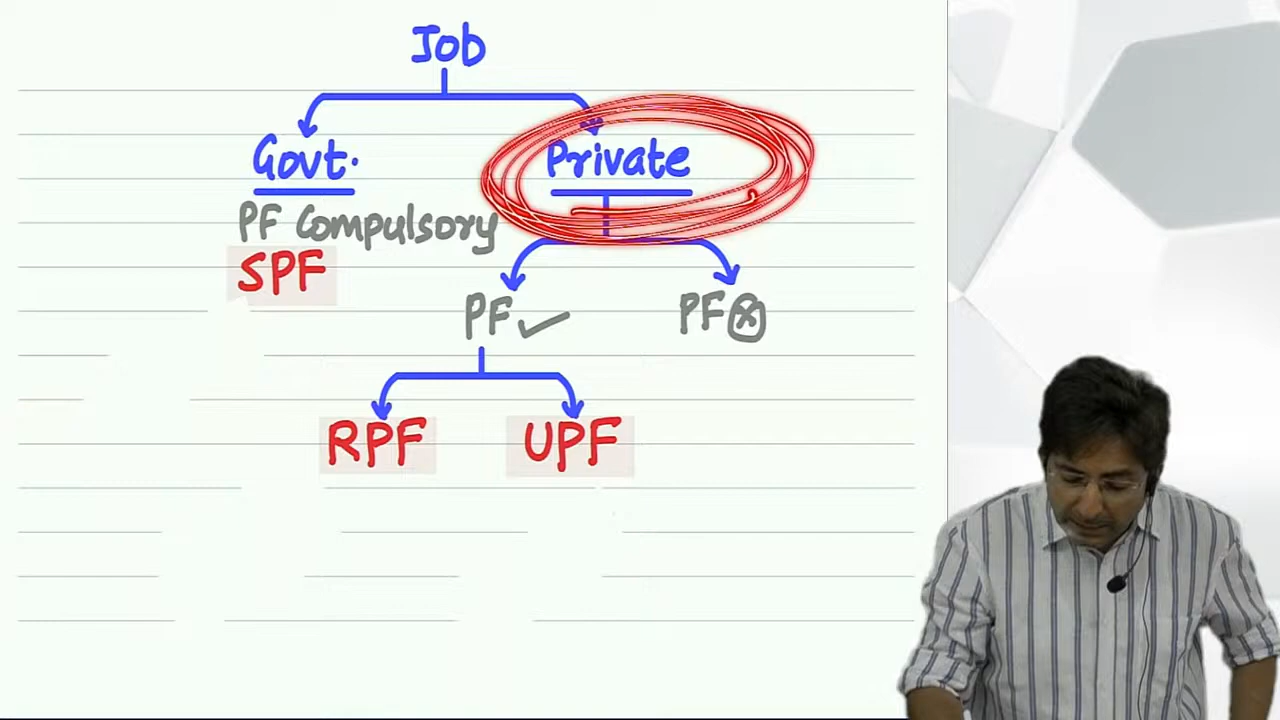 Job
Govt. Private
PF Compulsory
SPF
PF ✓ PF ⓧ
RPF UPF